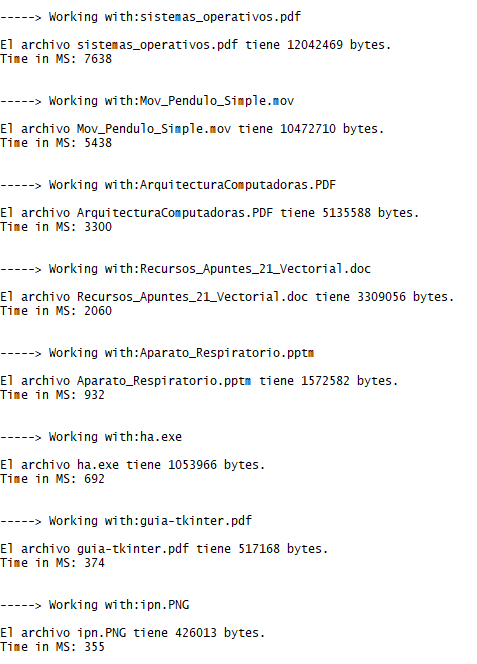 -----> Working with:sistemas_operativos.pdf
El archivo sistemas_operativos.pdf tiene 12042469 bytes.
Time in MS: 7638
-----> Working with:Mov_Pendulo_Simple.mov
El archivo Mov_Pendulo_Simple.mov tiene 10472710 bytes.
Time in MS: 5438
-----> Working with:ArquitecturaComputadoras.PDF
El archivo ArquitecturaComputadoras.PDF tiene 5135588 bytes.
Time in MS: 3300
-----> Working with:Recursos_Apuntes_21_Vectorial.doc
El archivo Recursos_Apuntes_21_Vectorial.doc tiene 3309056 bytes.
Time in MS: 2060
-----> Working with:Aparato_Respiratorio.pptm
El archivo Aparato_Respiratorio.pptm tiene 1572582 bytes.
Time in MS: 932
-----> Working with:ha.exe
El archivo ha.exe tiene 1053966 bytes.
Time in MS: 692
-----> Working with:guia-tkinter.pdf
El archivo guia-tkinter.pdf tiene 517168 bytes.
Time in MS: 374
-----> Working with:ipn.PNG
El archivo ipn.PNG tiene 426013 bytes.
Time in MS: 355